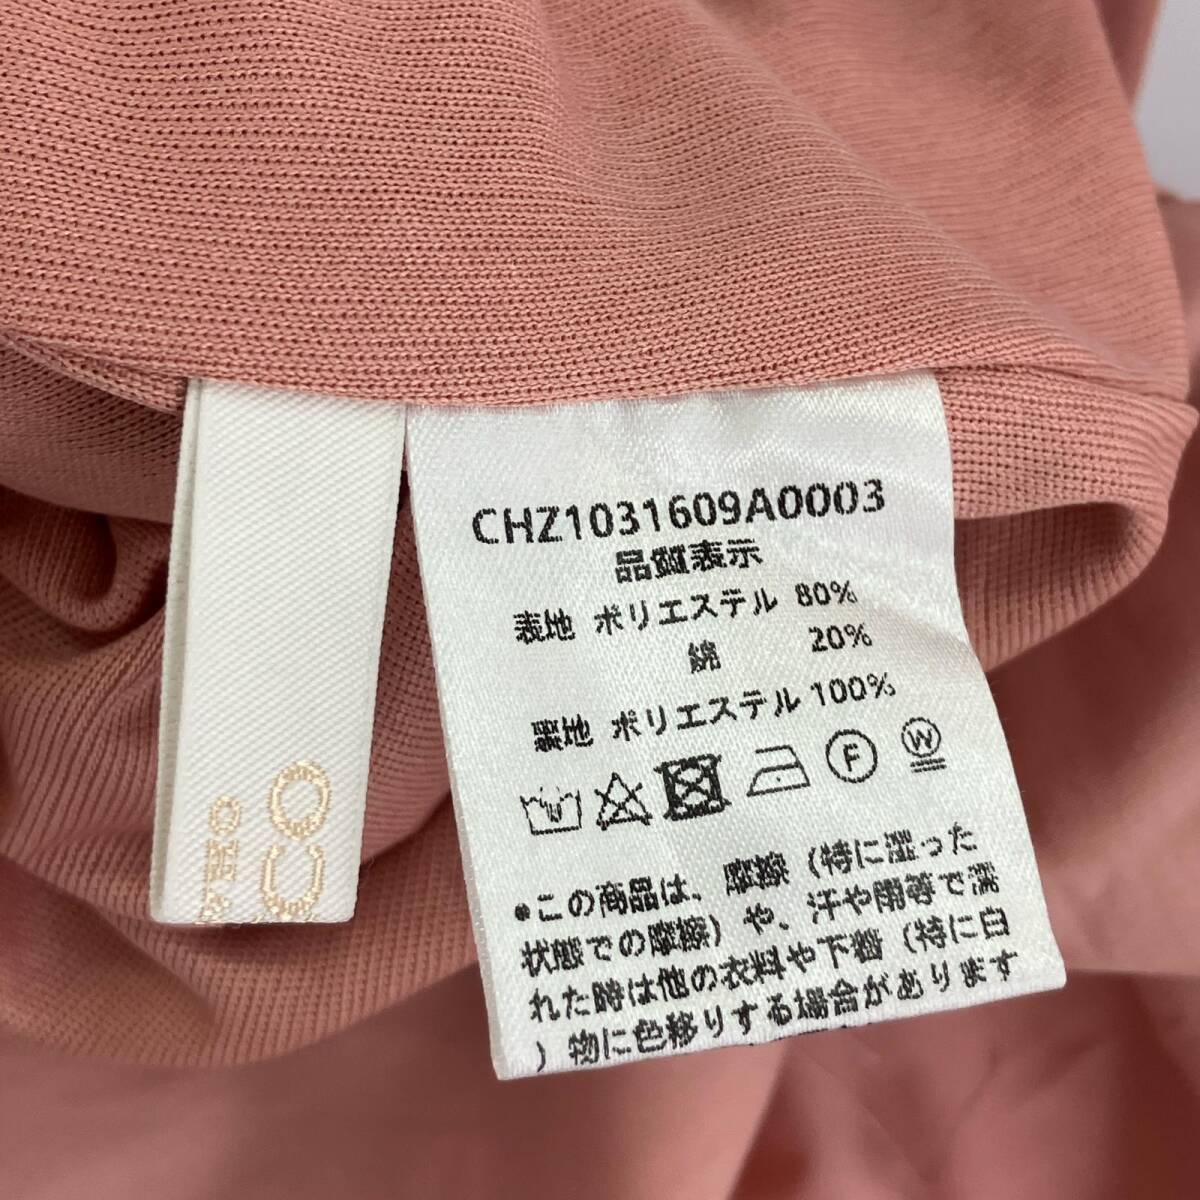 CHZ1031609A0003
品質表示
表地 ポリエステル 80%
綿 20%
裏地 ポリエステル 100%
F W
*この商品は、摩擦 (特に湿った
状態での摩擦) や、汗や雨等で濡
れた時は他の衣料や下着 (特に白
) 物に色移りする場合があります